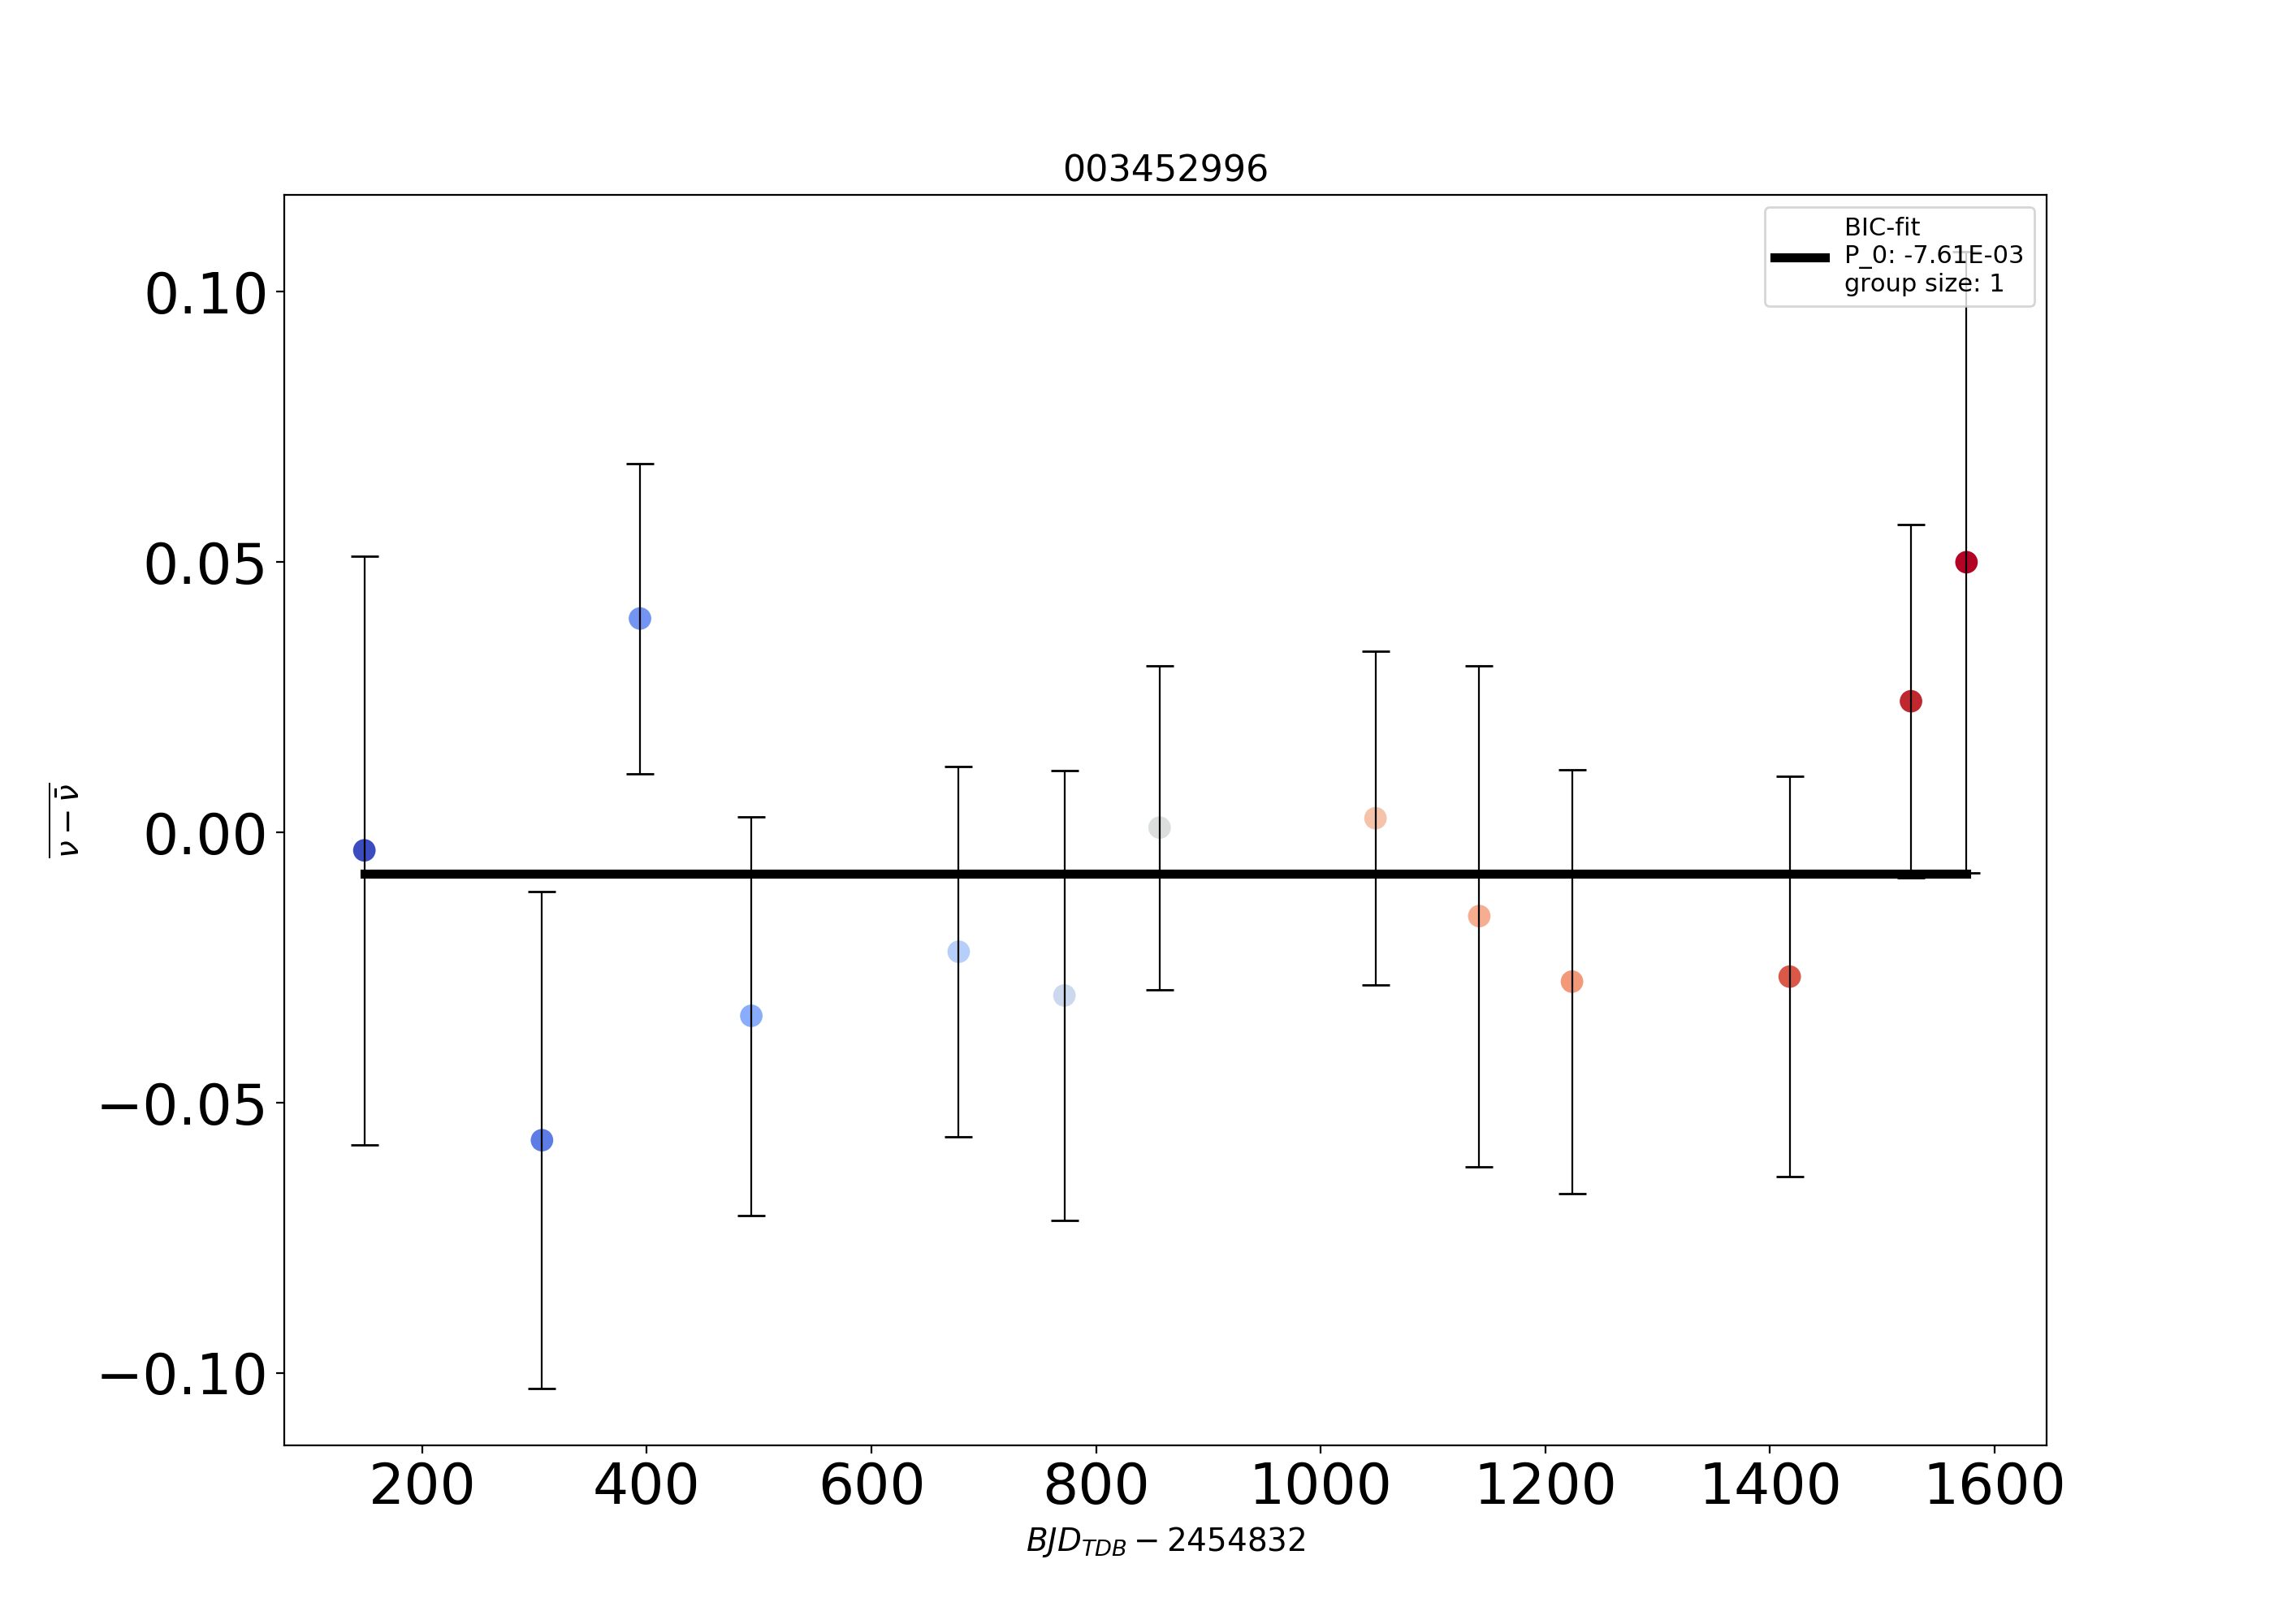 003452996
BIC-fit
P_0: -7.61E-03
group size: 1
0.10
0.05
0.00
−0.05
−0.10
ν − ν̄
200 400 600 800 1000 1200 1400 1600
BJD_TDB − 2454832